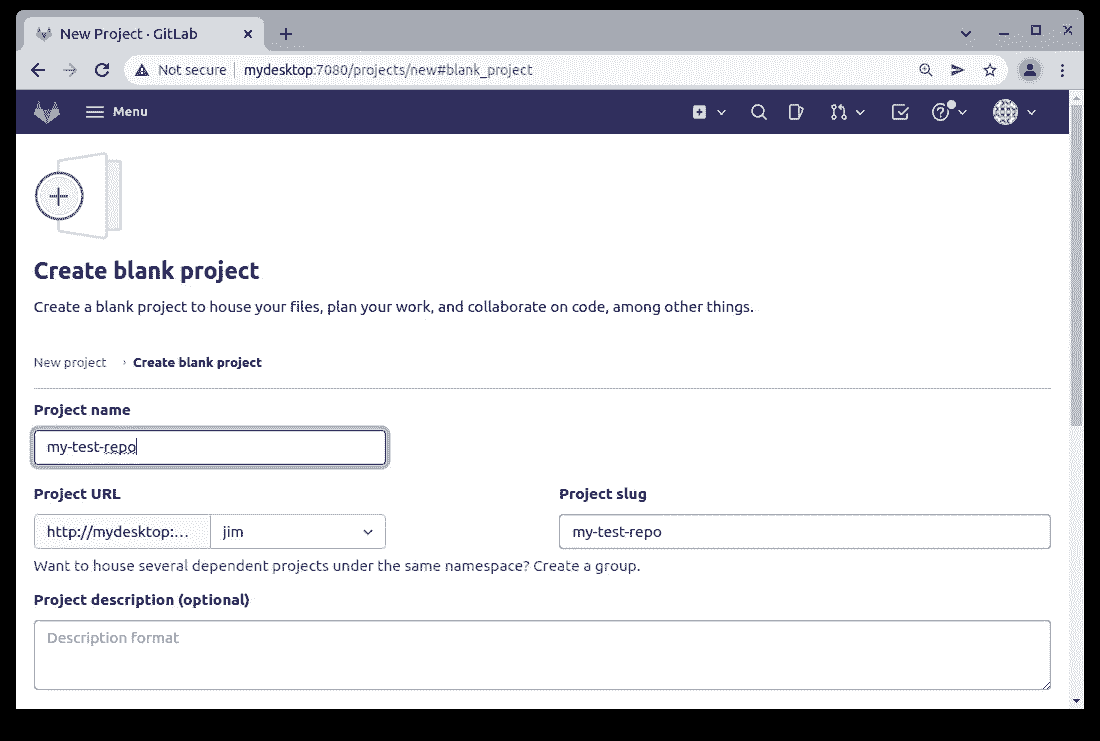 New Project · GitLab
Not secure mydesktop:7080/projects/new#blank_project
Menu
Create blank project
Create a blank project to house your files, plan your work, and collaborate on code, among other things.
New project › Create blank project
Project name
my-test-repo
Project URL Project slug
http://mydesktop:... jim my-test-repo
Want to house several dependent projects under the same namespace? Create a group.
Project description (optional)
Description format